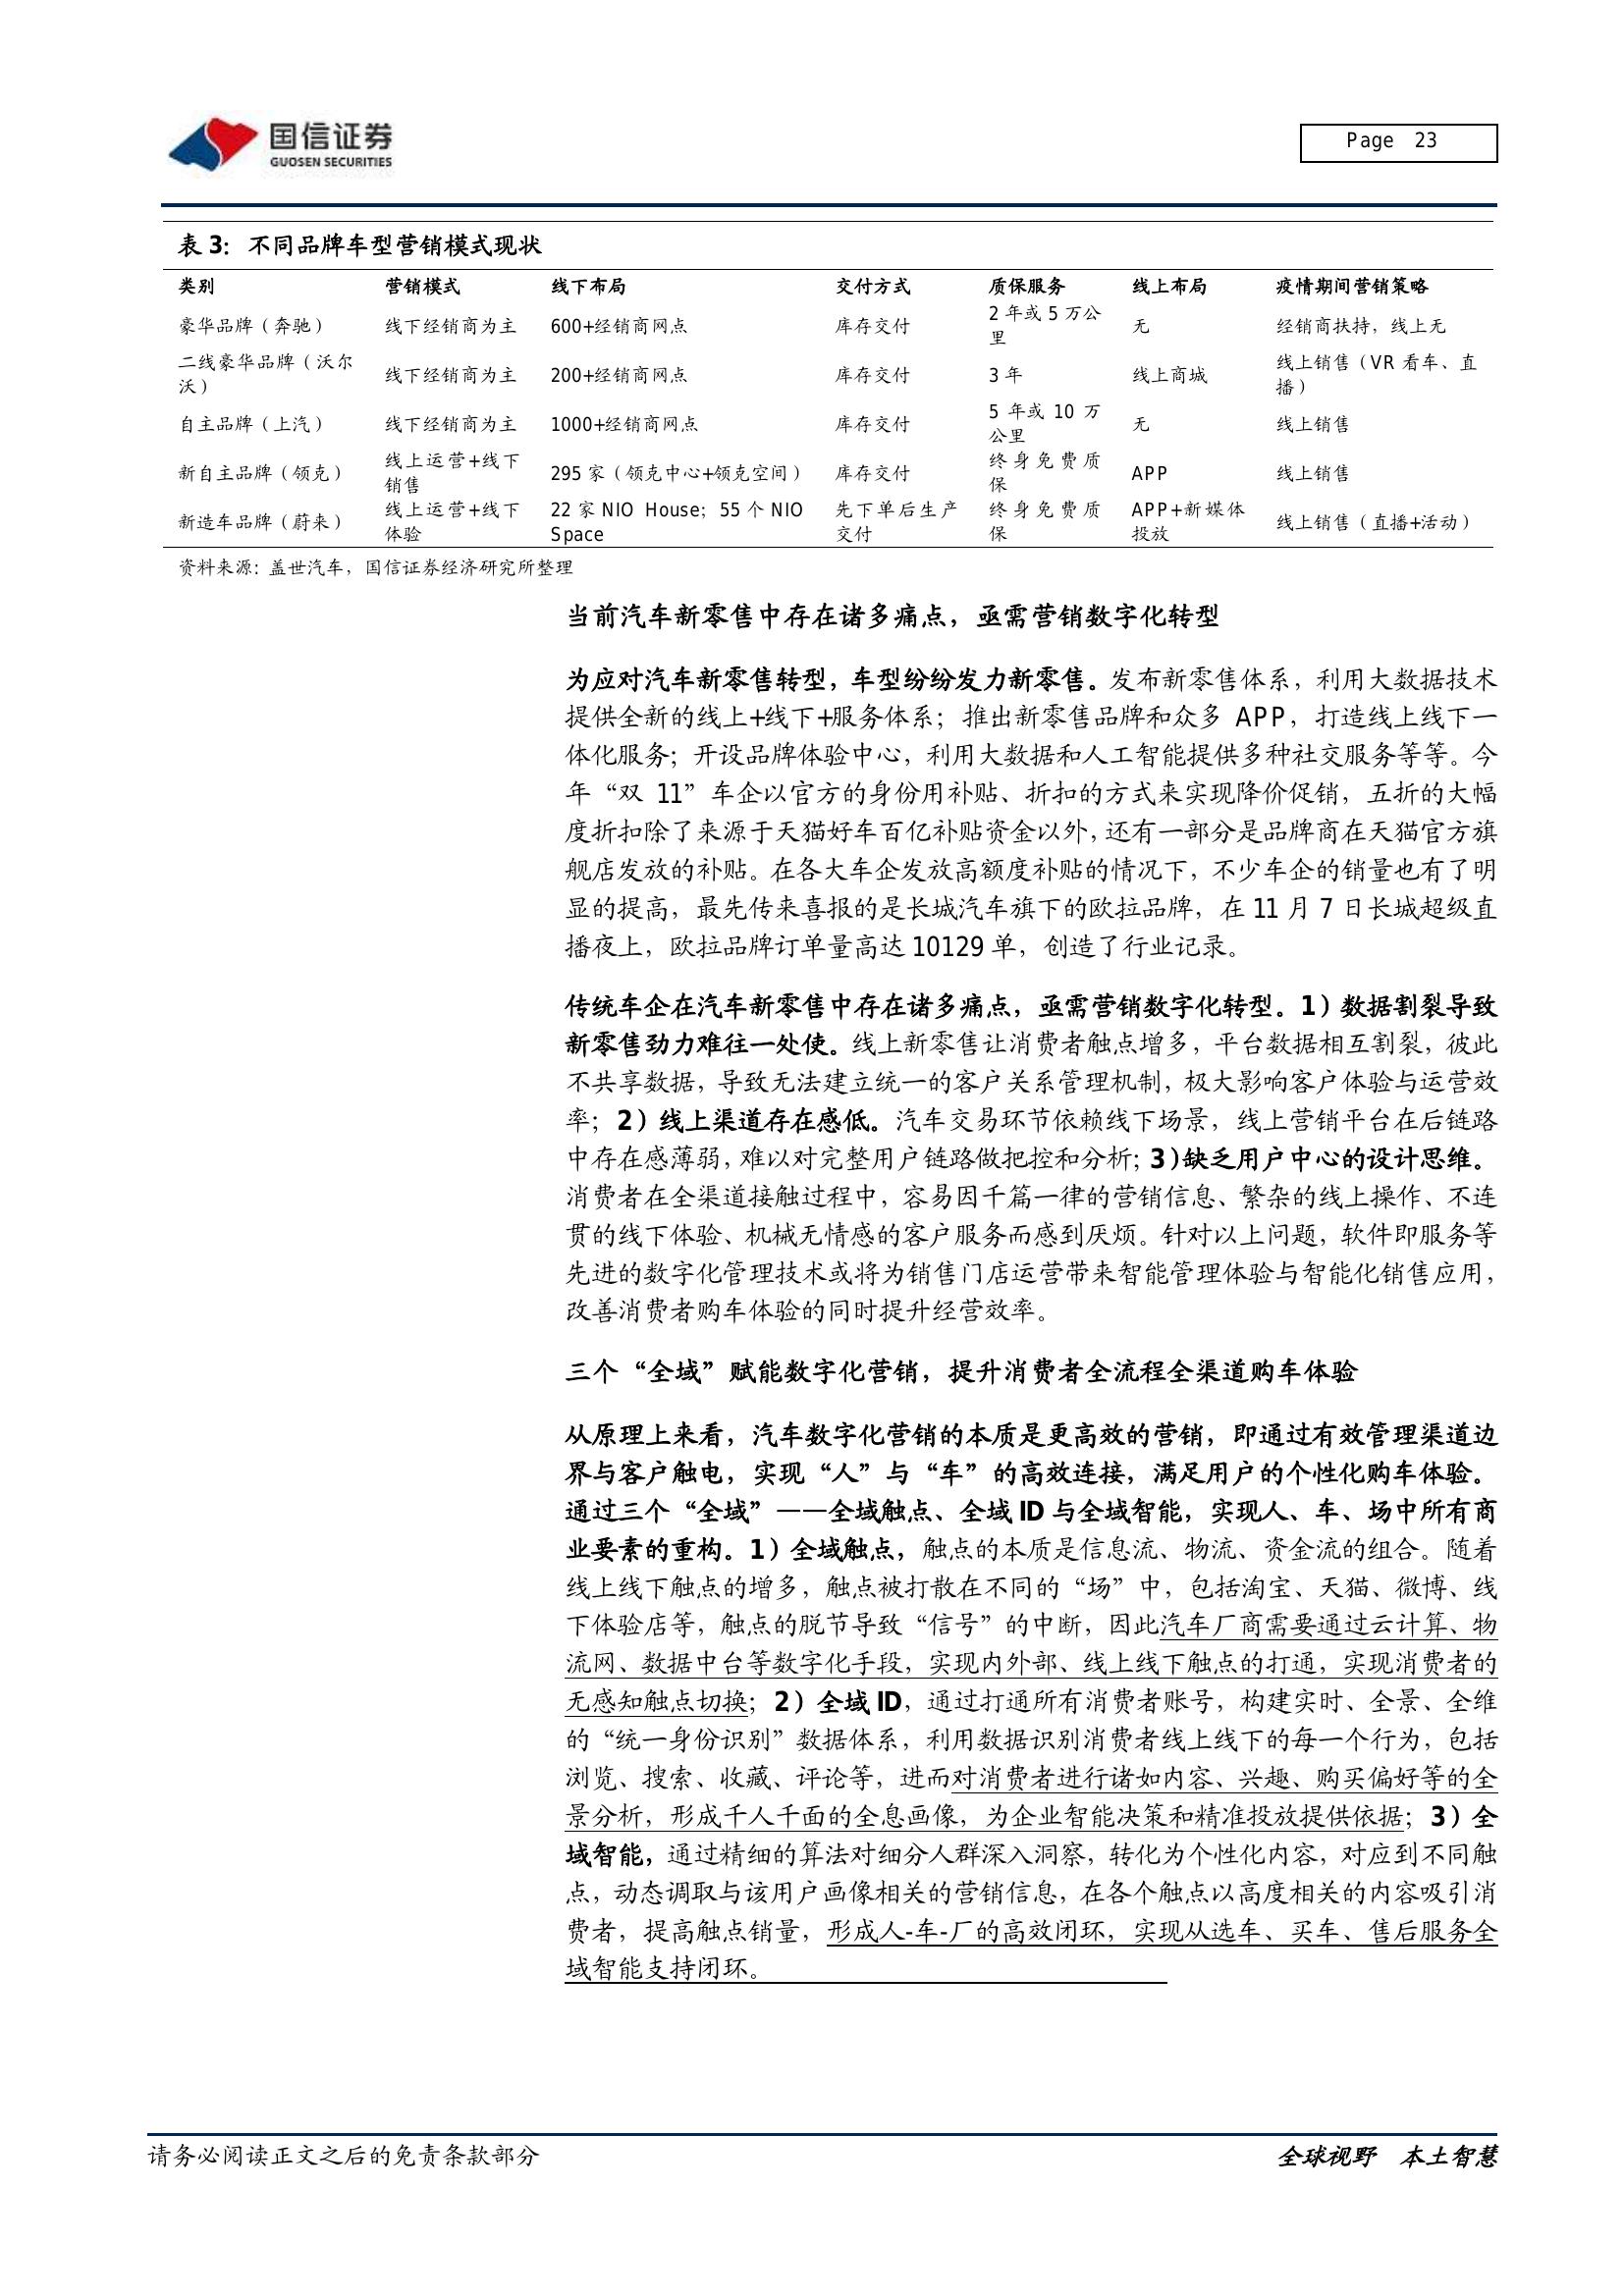 国信证券
GUOSEN SECURITIES
Page 23
表 3：不同品牌车型营销模式现状
类别 营销模式 线下布局 交付方式 质保服务 线上布局 疫情期间营销策略
豪华品牌（奔驰） 线下经销商为主 600+经销商网点 库存交付 2 年或 5 万公里 无 经销商扶持，线上无
二线豪华品牌（沃尔沃） 线下经销商为主 200+经销商网点 库存交付 3 年 线上商城 线上销售（VR 看车、直播）
自主品牌（上汽） 线下经销商为主 1000+经销商网点 库存交付 5 年或 10 万公里 无 线上销售
新自主品牌（领克） 线上运营+线下销售 295 家（领克中心+领克空间） 库存交付 终身免费质保 APP 线上销售
新造车品牌（蔚来） 线上运营+线下体验 22 家 NIO House；55 个 NIO Space 先下单后生产交付 终身免费质保 APP+新媒体投放 线上销售（直播+活动）
资料来源：盖世汽车，国信证券经济研究所整理
当前汽车新零售中存在诸多痛点，亟需营销数字化转型
为应对汽车新零售转型，车型纷纷发力新零售。发布新零售体系，利用大数据技术
提供全新的线上+线下+服务体系；推出新零售品牌和众多 APP，打造线上线下一
体化服务；开设品牌体验中心，利用大数据和人工智能提供多种社交服务等等。今
年“双 11”车企以官方的身份用补贴、折扣的方式来实现降价促销，五折的大幅
度折扣除了来源于天猫好车百亿补贴资金以外，还有一部分是品牌商在天猫官方旗
舰店发放的补贴。在各大车企发放高额度补贴的情况下，不少车企的销量也有了明
显的提高，最先传来喜报的是长城汽车旗下的欧拉品牌，在 11 月 7 日长城超级直
播夜上，欧拉品牌订单量高达 10129 单，创造了行业记录。
传统车企在汽车新零售中存在诸多痛点，亟需营销数字化转型。1）数据割裂导致
新零售劲力难往一处使。线上新零售让消费者触点增多，平台数据相互割裂，彼此
不共享数据，导致无法建立统一的客户关系管理机制，极大影响客户体验与运营效
率；2）线上渠道存在感低。汽车交易环节依赖线下场景，线上营销平台在后链路
中存在感薄弱，难以对完整用户链路做把控和分析；3）缺乏用户中心的设计思维。
消费者在全渠道接触过程中，容易因千篇一律的营销信息、繁杂的线上操作、不连
贯的线下体验、机械无情感的客户服务而感到厌烦。针对以上问题，软件即服务等
先进的数字化管理技术或将为销售门店运营带来智能管理体验与智能化销售应用，
改善消费者购车体验的同时提升经营效率。
三个“全域”赋能数字化营销，提升消费者全流程全渠道购车体验
从原理上来看，汽车数字化营销的本质是更高效的营销，即通过有效管理渠道边
界与客户触电，实现“人”与“车”的高效连接，满足用户的个性化购车体验。
通过三个“全域”——全域触点、全域 ID 与全域智能，实现人、车、场中所有商
业要素的重构。1）全域触点，触点的本质是信息流、物流、资金流的组合。随着
线上线下触点的增多，触点被打散在不同的“场”中，包括淘宝、天猫、微博、线
下体验店等，触点的脱节导致“信号”的中断，因此汽车厂商需要通过云计算、物
流网、数据中台等数字化手段，实现内外部、线上线下触点的打通，实现消费者的
无感知触点切换；2）全域 ID，通过打通所有消费者账号，构建实时、全景、全维
的“统一身份识别”数据体系，利用数据识别消费者线上线下的每一个行为，包括
浏览、搜索、收藏、评论等，进而对消费者进行诸如内容、兴趣、购买偏好等的全
景分析，形成千人千面的全息画像，为企业智能决策和精准投放提供依据；3）全
域智能，通过精细的算法对细分人群深入洞察，转化为个性化内容，对应到不同触
点，动态调取与该用户画像相关的营销信息，在各个触点以高度相关的内容吸引消
费者，提高触点销量，形成人-车-厂的高效闭环，实现从选车、买车、售后服务全
域智能支持闭环。
请务必阅读正文之后的免责条款部分
全球视野 本土智慧